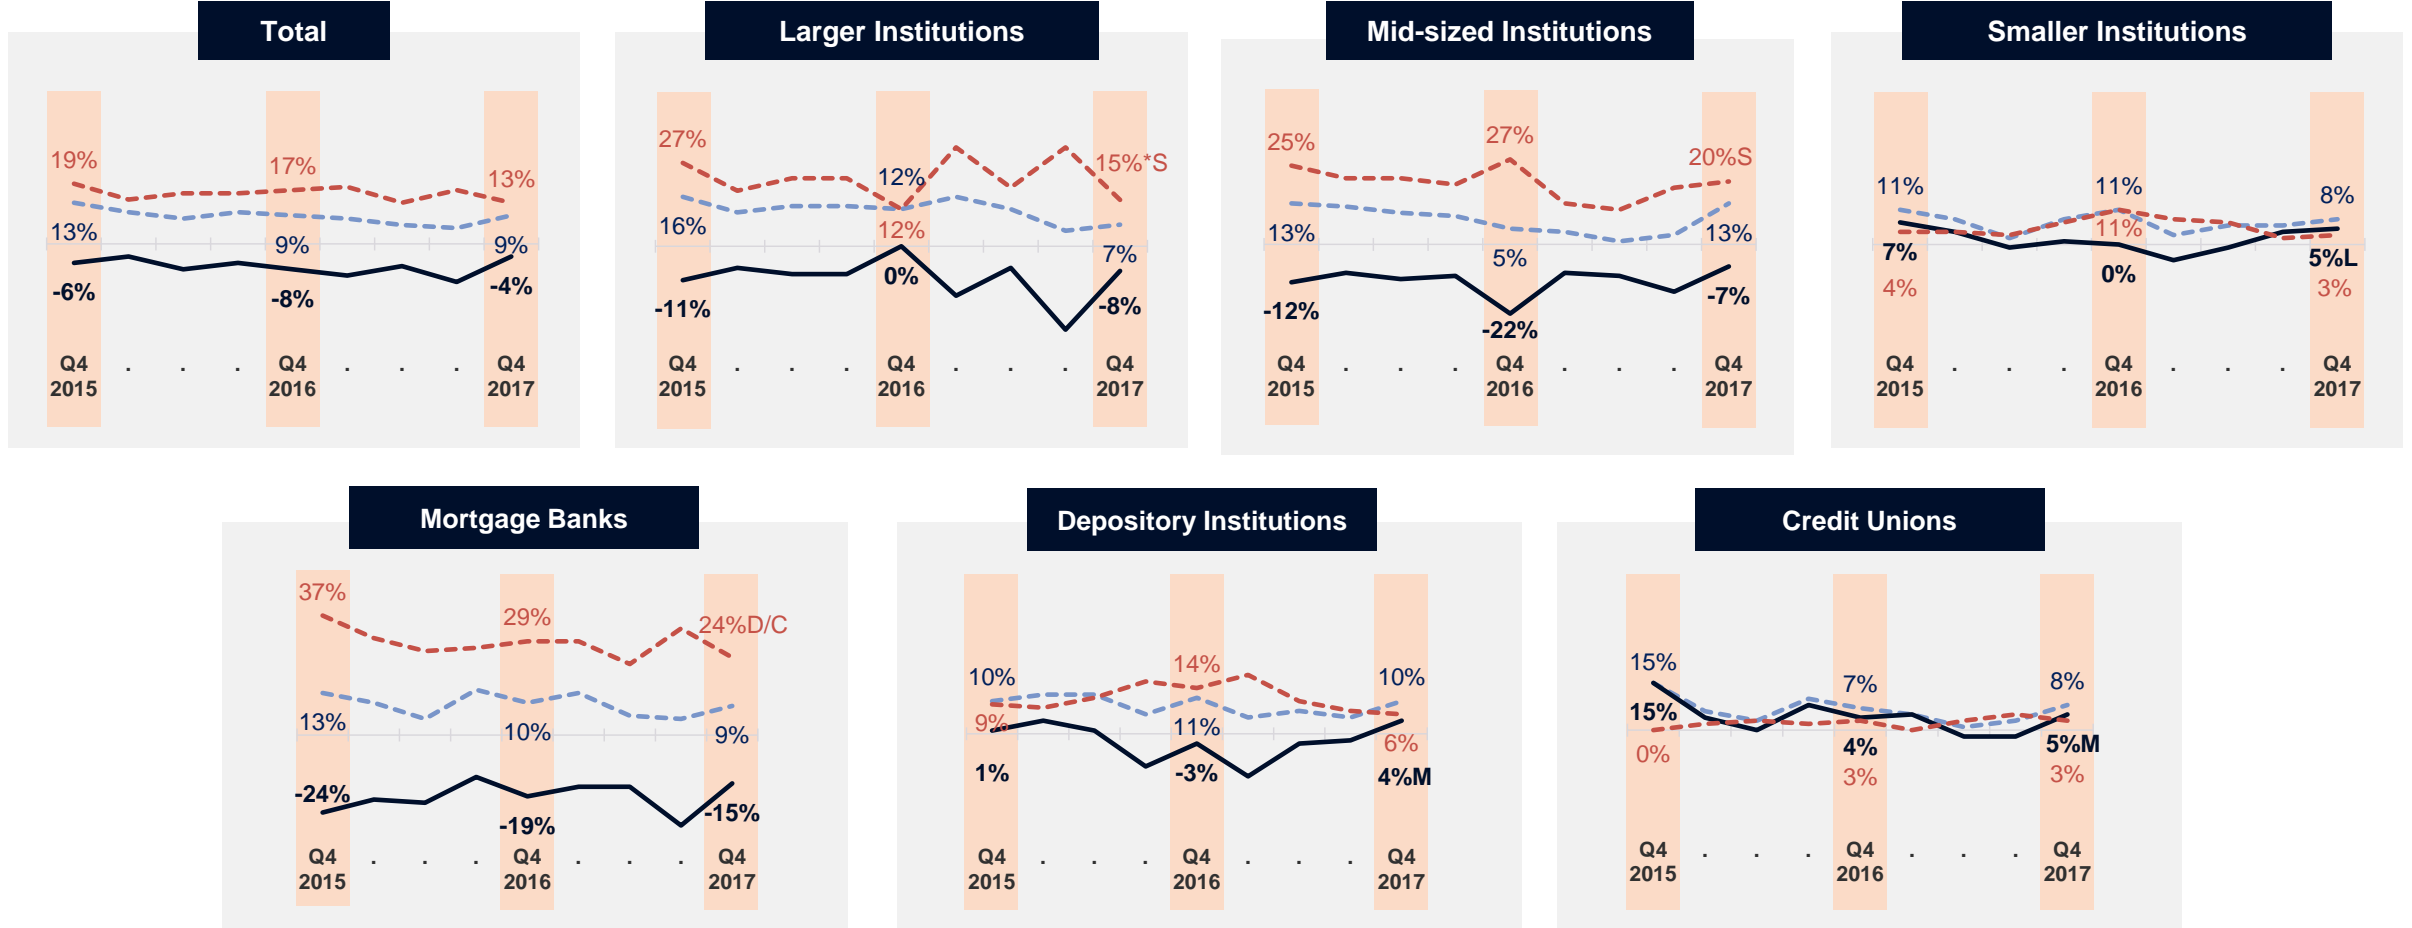 Total
19%
17%
13%
13%
9%
9%
-6%
-8%
-4%
Q4 . . . Q4 . . . Q4
2015 2016 2017
Larger Institutions
27%
12%
15%*S
16%
12%
7%
-11%
0%
-8%
Q4 . . . Q4 . . . Q4
2015 2016 2017
Mid-sized Institutions
25%
27%
20%S
13%
5%
13%
-12%
-22%
-7%
Q4 . . . Q4 . . . Q4
2015 2016 2017
Smaller Institutions
11%
11%
8%
7%
11%
5%L
4%
0%
3%
Q4 . . . Q4 . . . Q4
2015 2016 2017
Mortgage Banks
37%
29%
24%D/C
13%
10%
9%
-24%
-19%
-15%
Q4 . . . Q4 . . . Q4
2015 2016 2017
Depository Institutions
10%
14%
10%
9%
11%
6%
1%
-3%
4%M
Q4 . . . Q4 . . . Q4
2015 2016 2017
Credit Unions
15%
7%
8%
15%
4%
5%M
0%
3%
3%
Q4 . . . Q4 . . . Q4
2015 2016 2017